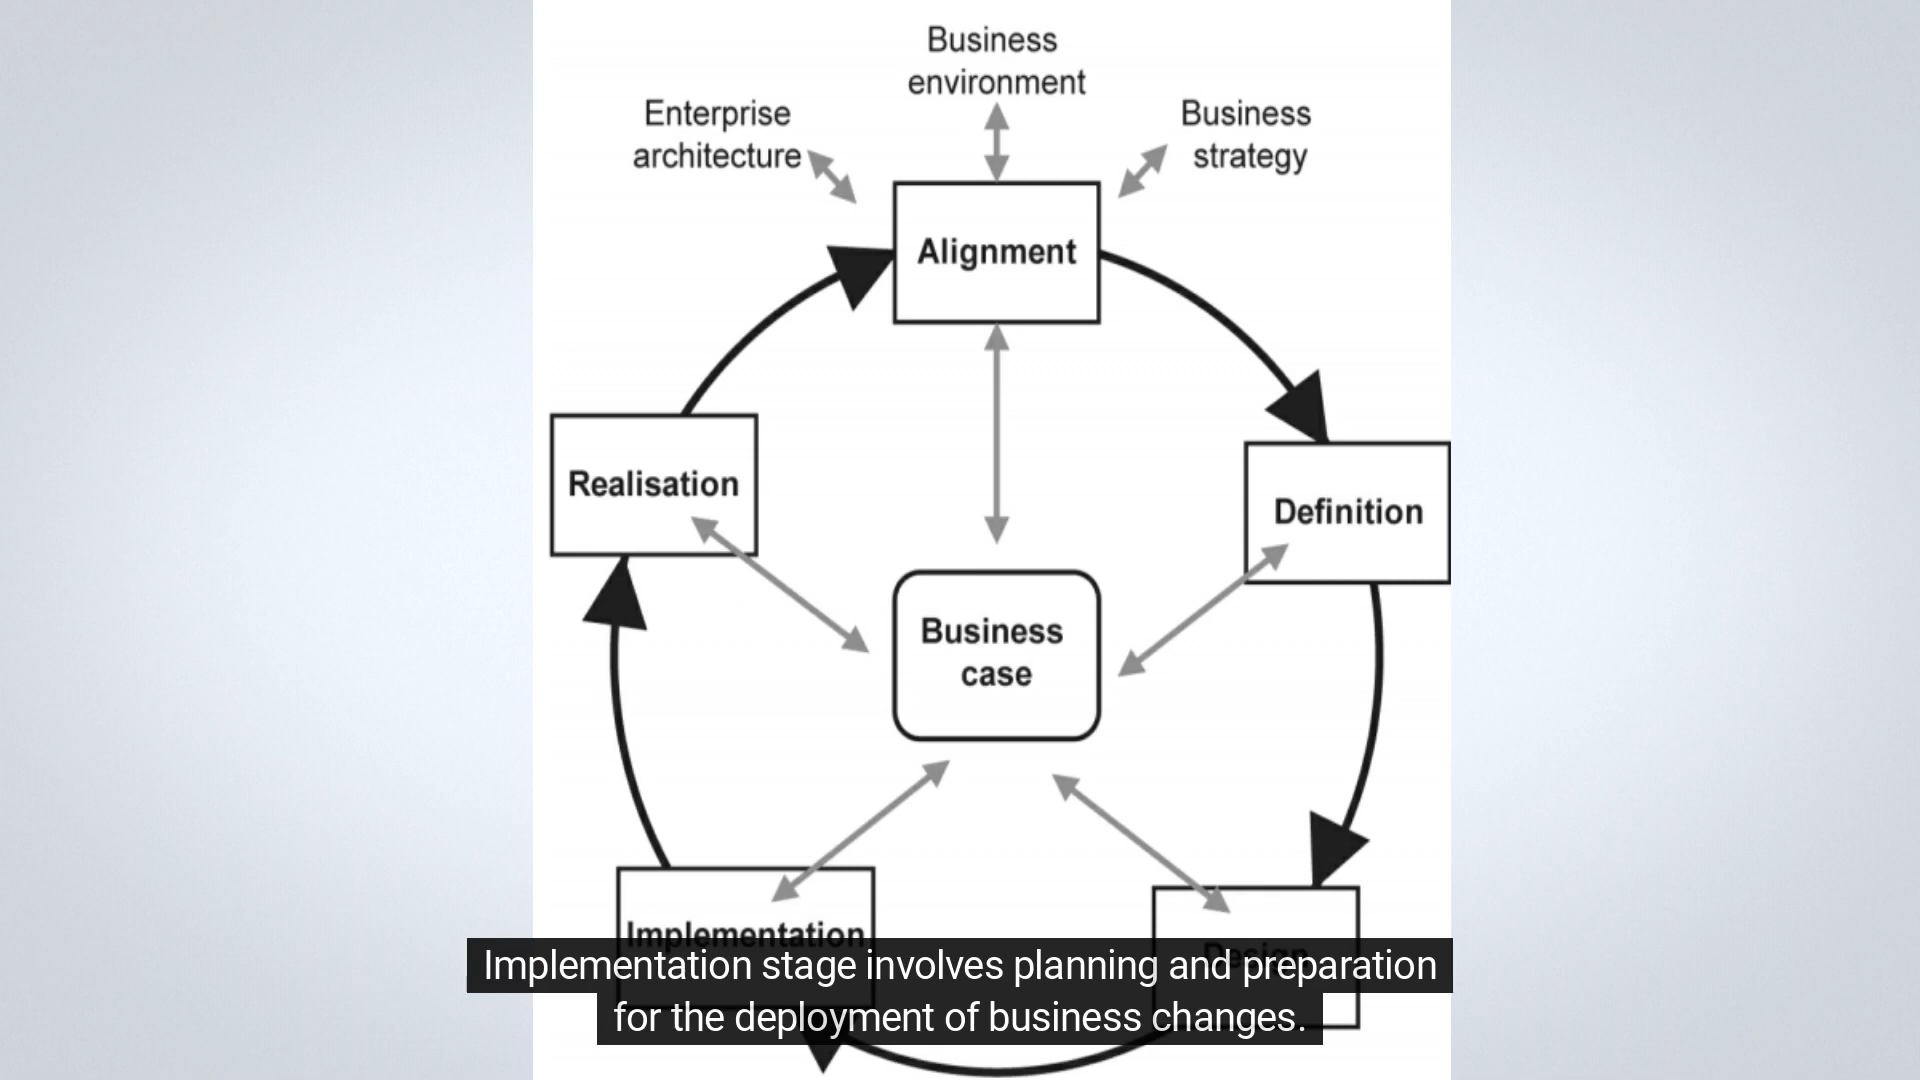 Business
environment
Enterprise
architecture
Business
strategy
Alignment
Realisation
Definition
Business
case
Implementation
Design
Implementation stage involves planning and preparation
for the deployment of business changes.